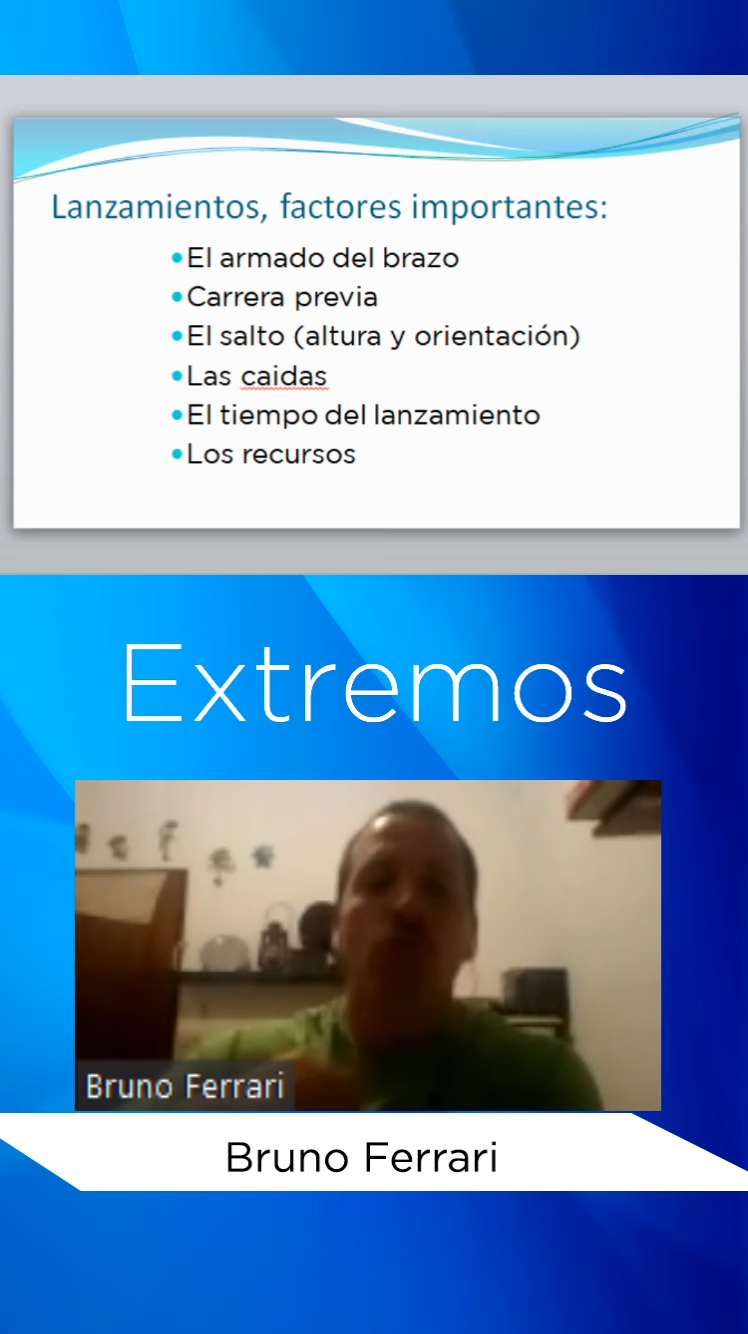 Lanzamientos, factores importantes:
•El armado del brazo
•Carrera previa
•El salto (altura y orientación)
•Las caidas
•El tiempo del lanzamiento
•Los recursos
Extremos
Bruno Ferrari
Bruno Ferrari